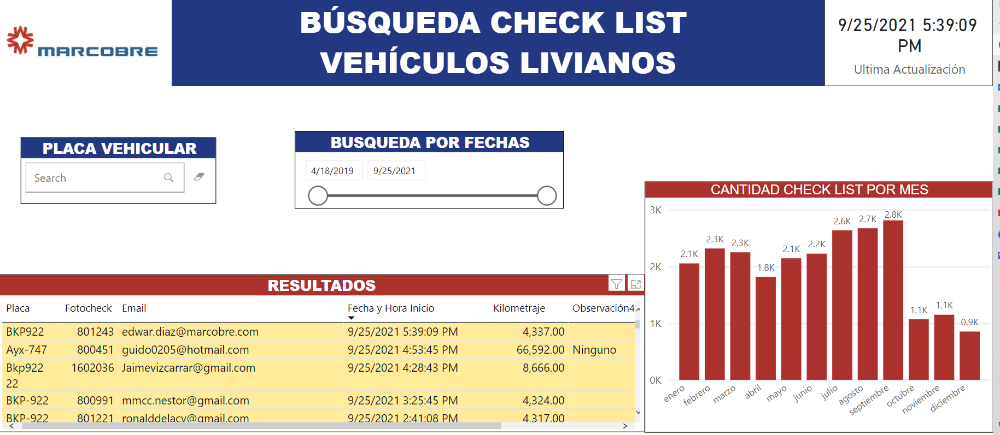 MARCOBRE
BÚSQUEDA CHECK LIST
VEHÍCULOS LIVIANOS
9/25/2021 5:39:09
PM
Ultima Actualización
PLACA VEHICULAR
Search
BUSQUEDA POR FECHAS
4/18/2019 9/25/2021
RESULTADOS
Placa Fotocheck Email Fecha y Hora Inicio Kilometraje Observación4
BKP922 801243 edwar.diaz@marcobre.com 9/25/2021 5:39:09 PM 4,337.00
Ayx-747 800451 guido0205@hotmail.com 9/25/2021 4:53:45 PM 66,592.00 Ninguno
Bkp922 1602036 Jaimevizcarrar@gmail.com 9/25/2021 4:28:43 PM 8,666.00
22
BKP-922 800991 mmcc.nestor@gmail.com 9/25/2021 3:25:45 PM 4,324.00
BKP-922 801221 ronalddelacv@gmail.com 9/25/2021 2:41:08 PM 4,317.00
CANTIDAD CHECK LIST POR MES
3K
2K
1K
0K
2.1K 2.3K 2.3K 1.8K 2.1K 2.2K 2.6K 2.7K 2.8K 1.1K 1.1K 0.9K
enero febrero marzo abril mayo junio julio agosto septiembre octubre noviembre diciembre